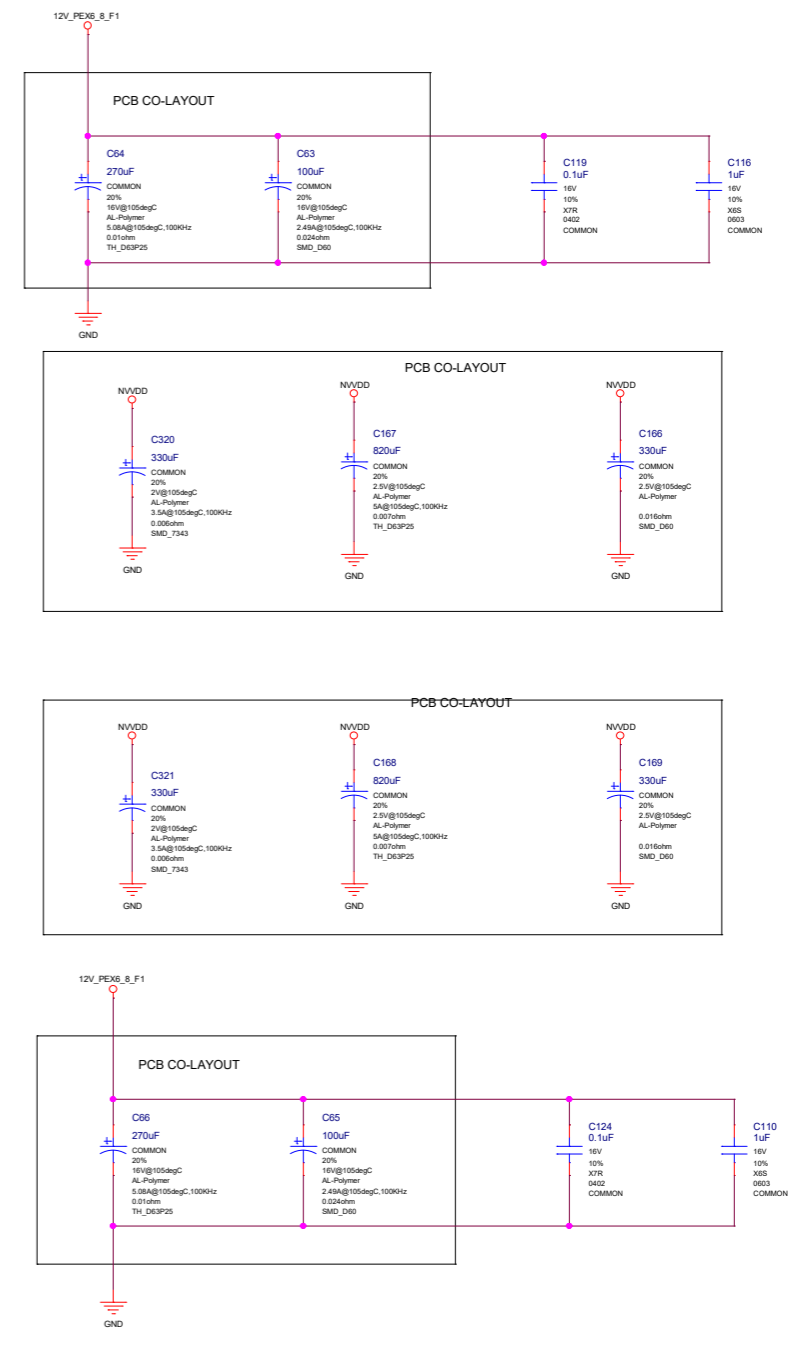 12V_PEX6_8_F1
PCB CO-LAYOUT
C64
270uF
COMMON
20%
16V@105degC
AL-Polymer
5.08A@105degC,100KHz
0.01ohm
TH_D63P25
C63
100uF
COMMON
20%
16V@105degC
AL-Polymer
2.49A@105degC,100KHz
0.024ohm
SMD_D60
C119
0.1uF
16V
10%
X7R
0402
COMMON
C116
1uF
16V
10%
X6S
0603
COMMON
GND
PCB CO-LAYOUT
NVVDD
C320
330uF
COMMON
20%
2V@105degC
AL-Polymer
3.5A@105degC,100KHz
0.006ohm
SMD_7343
GND
NVVDD
C167
820uF
COMMON
20%
2.5V@105degC
AL-Polymer
5A@105degC,100KHz
0.007ohm
TH_D63P25
GND
NVVDD
C166
330uF
COMMON
20%
2.5V@105degC
AL-Polymer
0.016ohm
SMD_D60
GND
PCB CO-LAYOUT
NVVDD
C321
330uF
COMMON
20%
2V@105degC
AL-Polymer
3.5A@105degC,100KHz
0.006ohm
SMD_7343
GND
NVVDD
C168
820uF
COMMON
20%
2.5V@105degC
AL-Polymer
5A@105degC,100KHz
0.007ohm
TH_D63P25
GND
NVVDD
C169
330uF
COMMON
20%
2.5V@105degC
AL-Polymer
0.016ohm
SMD_D60
GND
12V_PEX6_8_F1
PCB CO-LAYOUT
C66
270uF
COMMON
20%
16V@105degC
AL-Polymer
5.08A@105degC,100KHz
0.01ohm
TH_D63P25
C65
100uF
COMMON
20%
16V@105degC
AL-Polymer
2.49A@105degC,100KHz
0.024ohm
SMD_D60
C124
0.1uF
16V
10%
X7R
0402
COMMON
C110
1uF
16V
10%
X6S
0603
COMMON
GND